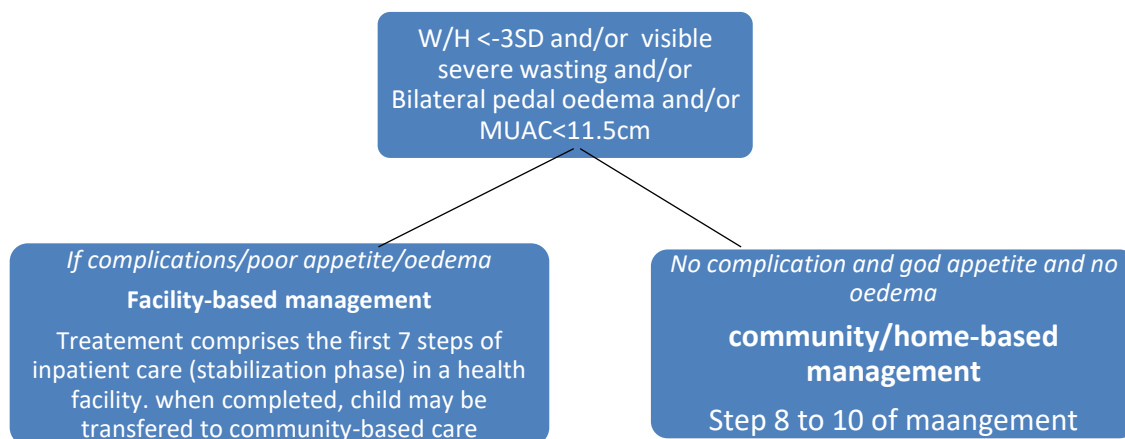 W/H <-3SD and/or visible
severe wasting and/or
Bilateral pedal oedema and/or
MUAC<11.5cm
If complications/poor appetite/oedema
Facility-based management
Treatement comprises the first 7 steps of
inpatient care (stabilization phase) in a health
facility. when completed, child may be
transfered to community-based care
No complication and god appetite and no
oedema
community/home-based
management
Step 8 to 10 of maangement